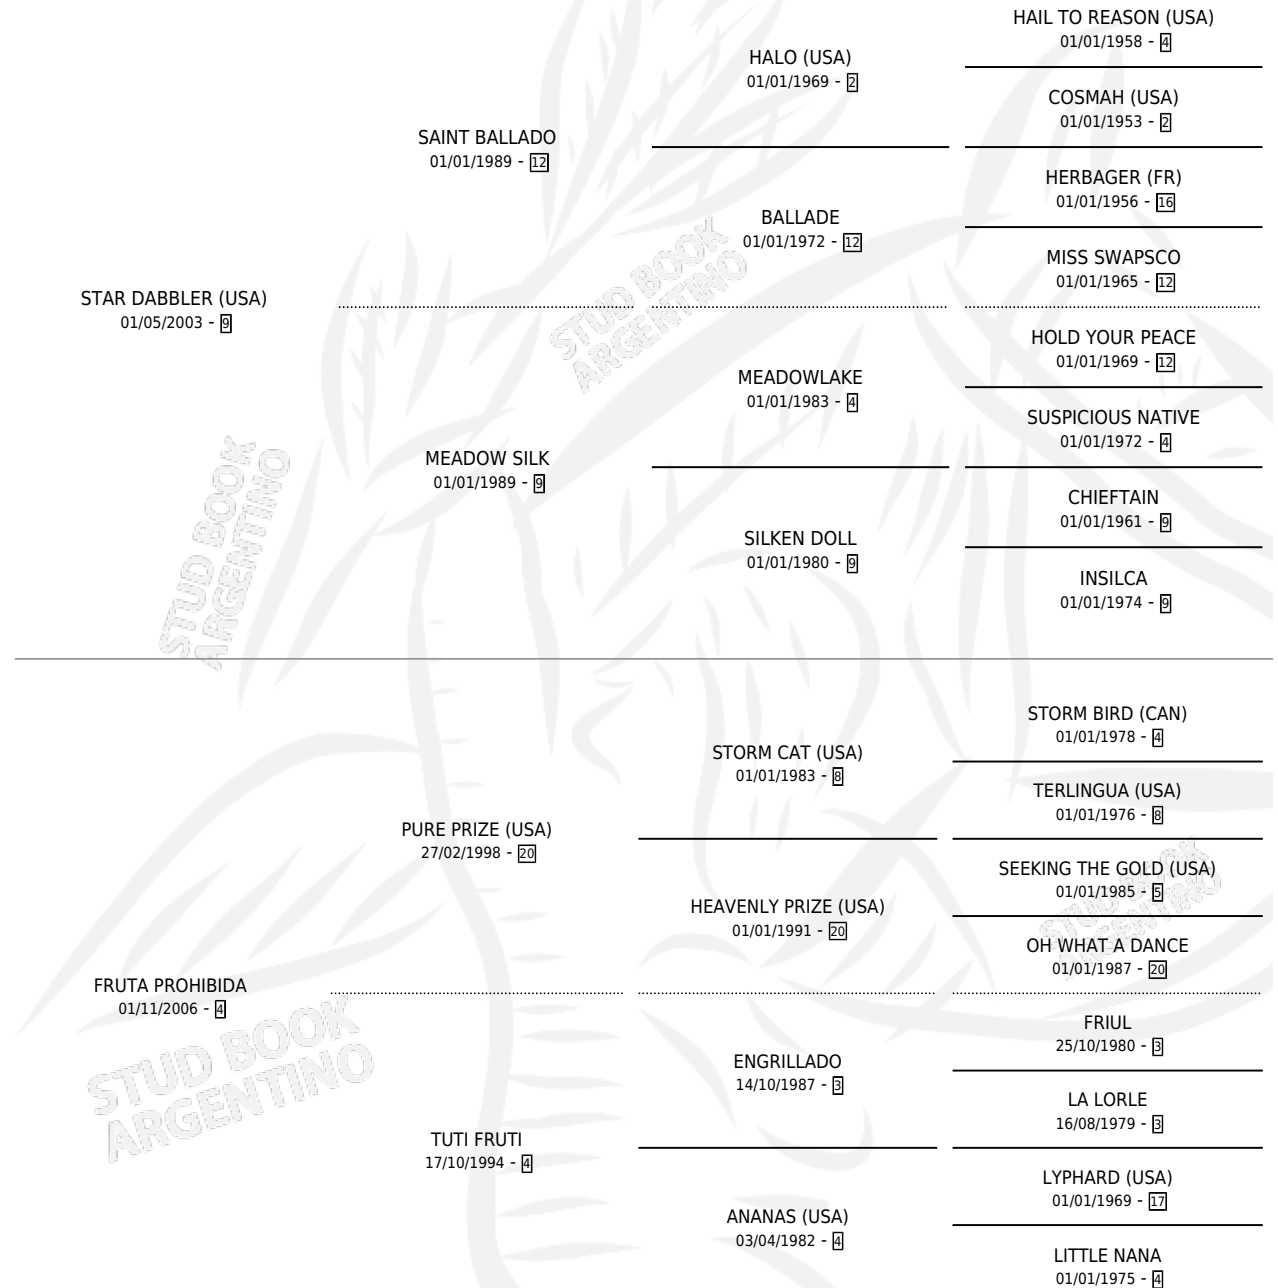 HAIL TO REASON (USA)
01/01/1958 - 4
HALO (USA)
01/01/1969 - 2
COSMAH (USA)
01/01/1953 - 2
SAINT BALLADO
01/01/1989 - 12
HERBAGER (FR)
01/01/1956 - 16
BALLADE
01/01/1972 - 12
MISS SWAPSCO
01/01/1965 - 12
STAR DABBLER (USA)
01/05/2003 - 9
STUD BOOK
ARGENTINO
HOLD YOUR PEACE
01/01/1969 - 12
MEADOWLAKE
01/01/1983 - 4
SUSPICIOUS NATIVE
01/01/1972 - 4
MEADOW SILK
01/01/1989 - 9
CHIEFTAIN
01/01/1961 - 9
SILKEN DOLL
01/01/1980 - 9
INSILCA
01/01/1974 - 9
STUD BOOK
ARGENTINO
STORM BIRD (CAN)
01/01/1978 - 4
STORM CAT (USA)
01/01/1983 - 8
TERLINGUA (USA)
01/01/1976 - 8
PURE PRIZE (USA)
27/02/1998 - 20
SEEKING THE GOLD (USA)
01/01/1985 - 5
HEAVENLY PRIZE (USA)
01/01/1991 - 20
STUD BOOK
ARGENTINO
OH WHAT A DANCE
01/01/1987 - 20
FRUTA PROHIBIDA
01/11/2006 - 4
STUD BOOK
ARGENTINO
FRIUL
25/10/1980 - 3
ENGRILLADO
14/10/1987 - 3
LA LORLE
16/08/1979 - 3
TUTI FRUTI
17/10/1994 - 4
LYPHARD (USA)
01/01/1969 - 17
ANANAS (USA)
03/04/1982 - 4
LITTLE NANA
01/01/1975 - 4